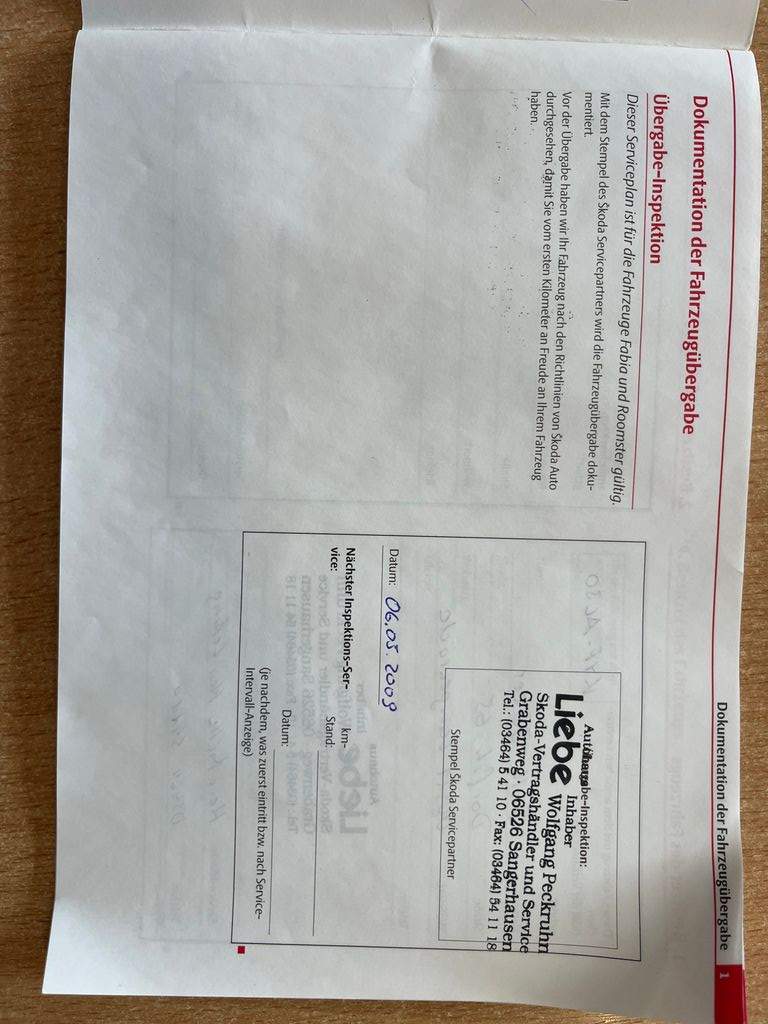 Dokumentation der Fahrzeugübergabe
1
Dokumentation der Fahrzeugübergabe
Übergabe-Inspektion
Dieser Serviceplan ist für die Fahrzeuge Fabia und Roomster gültig.
Mit dem Stempel des Škoda Servicepartners wird die Fahrzeugübergabe doku-
mentiert.
Vor der Übergabe haben wir Ihr Fahrzeug nach den Richtlinien von Škoda Auto
durchgesehen, damit Sie vom ersten Kilometer an Freude an Ihrem Fahrzeug
haben.
Übergabe-Inspektion:
Autohaus
Inhaber
Liebe Wolfgang Peckruhn
Skoda-Vertragshändler und Service
Grabenweg · 06526 Sangerhausen
Tel.: (03464) 5 41 10 · Fax: (03464) 54 11 18
Stempel Škoda Servicepartner
Datum: 06.05.2009
Nächster Inspektions-Ser-
vice:
km-
Stand:
Datum:
(je nachdem, was zuerst eintritt bzw. nach Service-
Intervall-Anzeige)